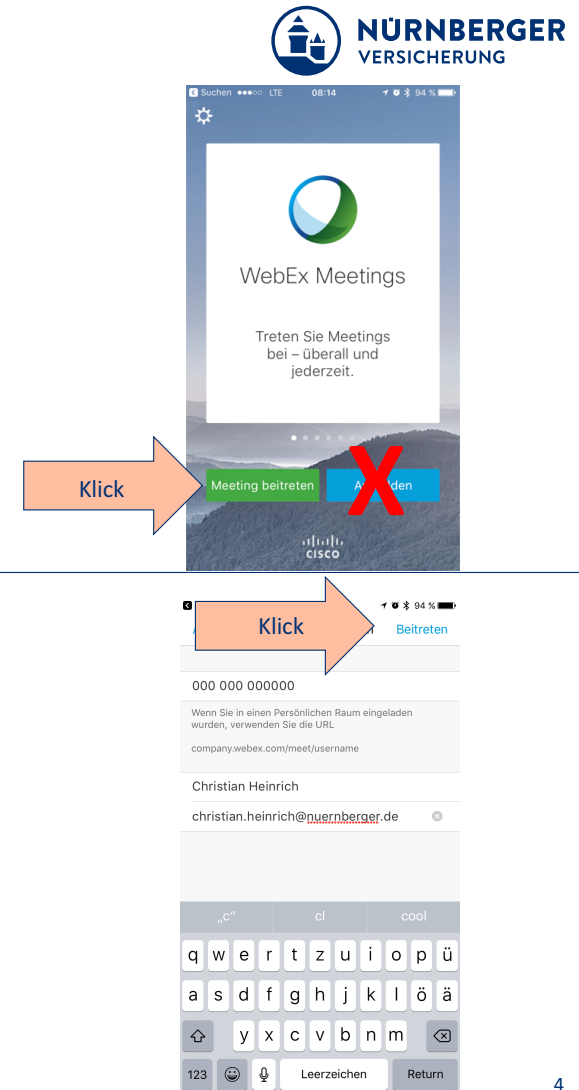 NÜRNBERGER
VERSICHERUNG
Suchen LTE 08:14 94 %
WebEx Meetings
Treten Sie Meetings
bei – überall und
jederzeit.
Klick
Meeting beitreten
X
CISCO
94 %
Klick
Beitreten
000 000 000000
Wenn Sie in einen Persönlichen Raum eingeladen
wurden, verwenden Sie die URL
company.webex.com/meet/username
Christian Heinrich
christian.heinrich@nuernberger.de
„c“ cl cool
q w e r t z u i o p ü
a s d f g h j k l ö ä
y x c v b n m
123 Leerzeichen Return
4